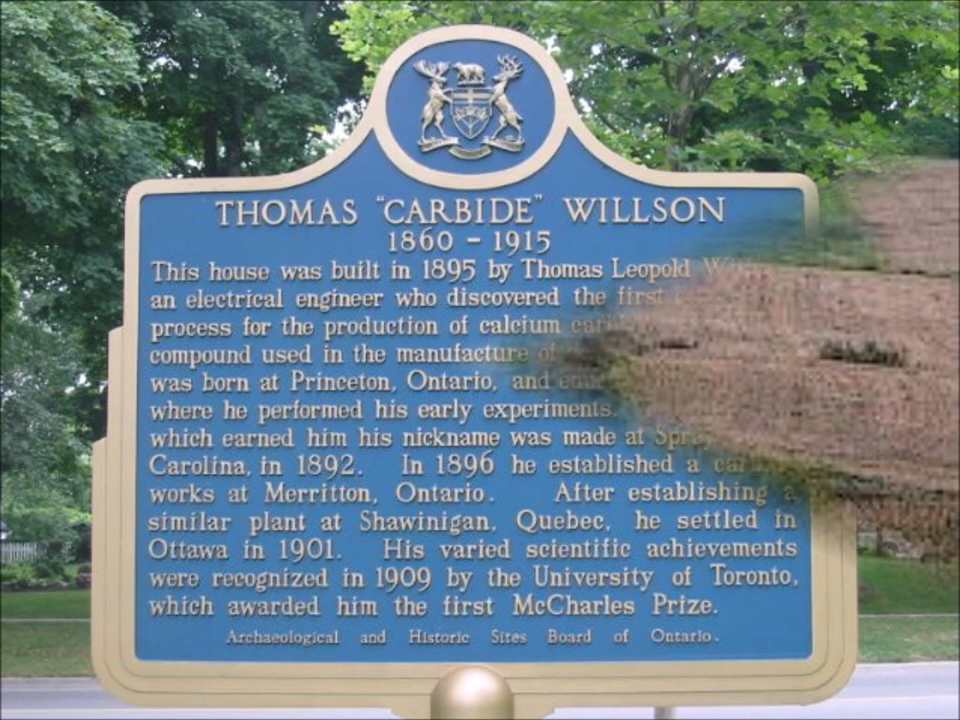 THOMAS "CARBIDE" WILLSON
1860 - 1915
This house was built in 1895 by Thomas Leopold
an electrical engineer who discovered the first
process for the production of calcium
compound used in the manufacture of
was born at Princeton, Ontario, and
where he performed his early experiments.
which earned him his nickname was made at
Carolina, in 1892. In 1896 he established a
works at Merritton, Ontario. After establishing a
similar plant at Shawinigan, Quebec, he settled in
Ottawa in 1901. His varied scientific achievements
were recognized in 1909 by the University of Toronto,
which awarded him the first McCharles Prize.
Archaeological and Historic Sites Board of Ontario.